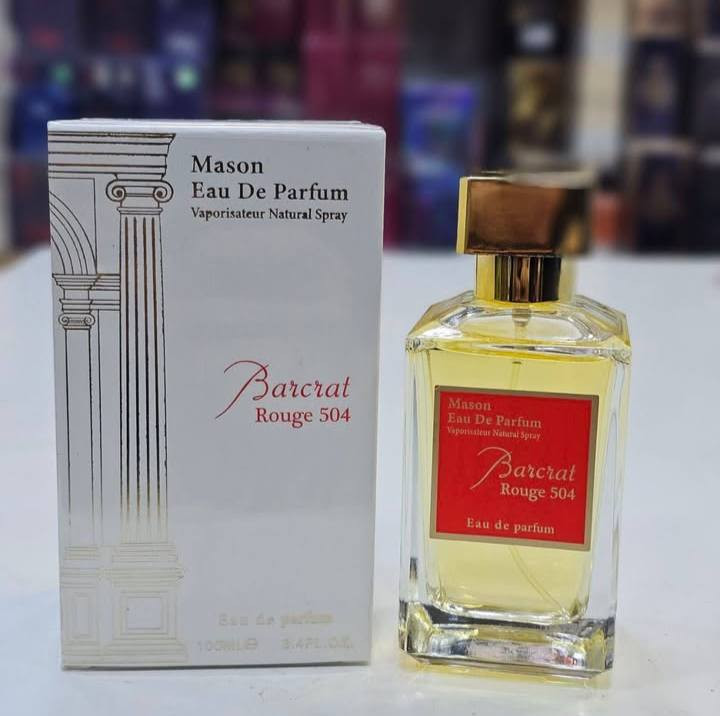 Mason
Eau De Parfum
Vaporisateur Natural Spray
Barcrat
Rouge 504
Eau de parfum
100ML℮ 3.4FL.O.Z.
Mason
Eau De Parfum
Vaporisateur Natural Spray
Barcrat
Rouge 504
Eau de parfum